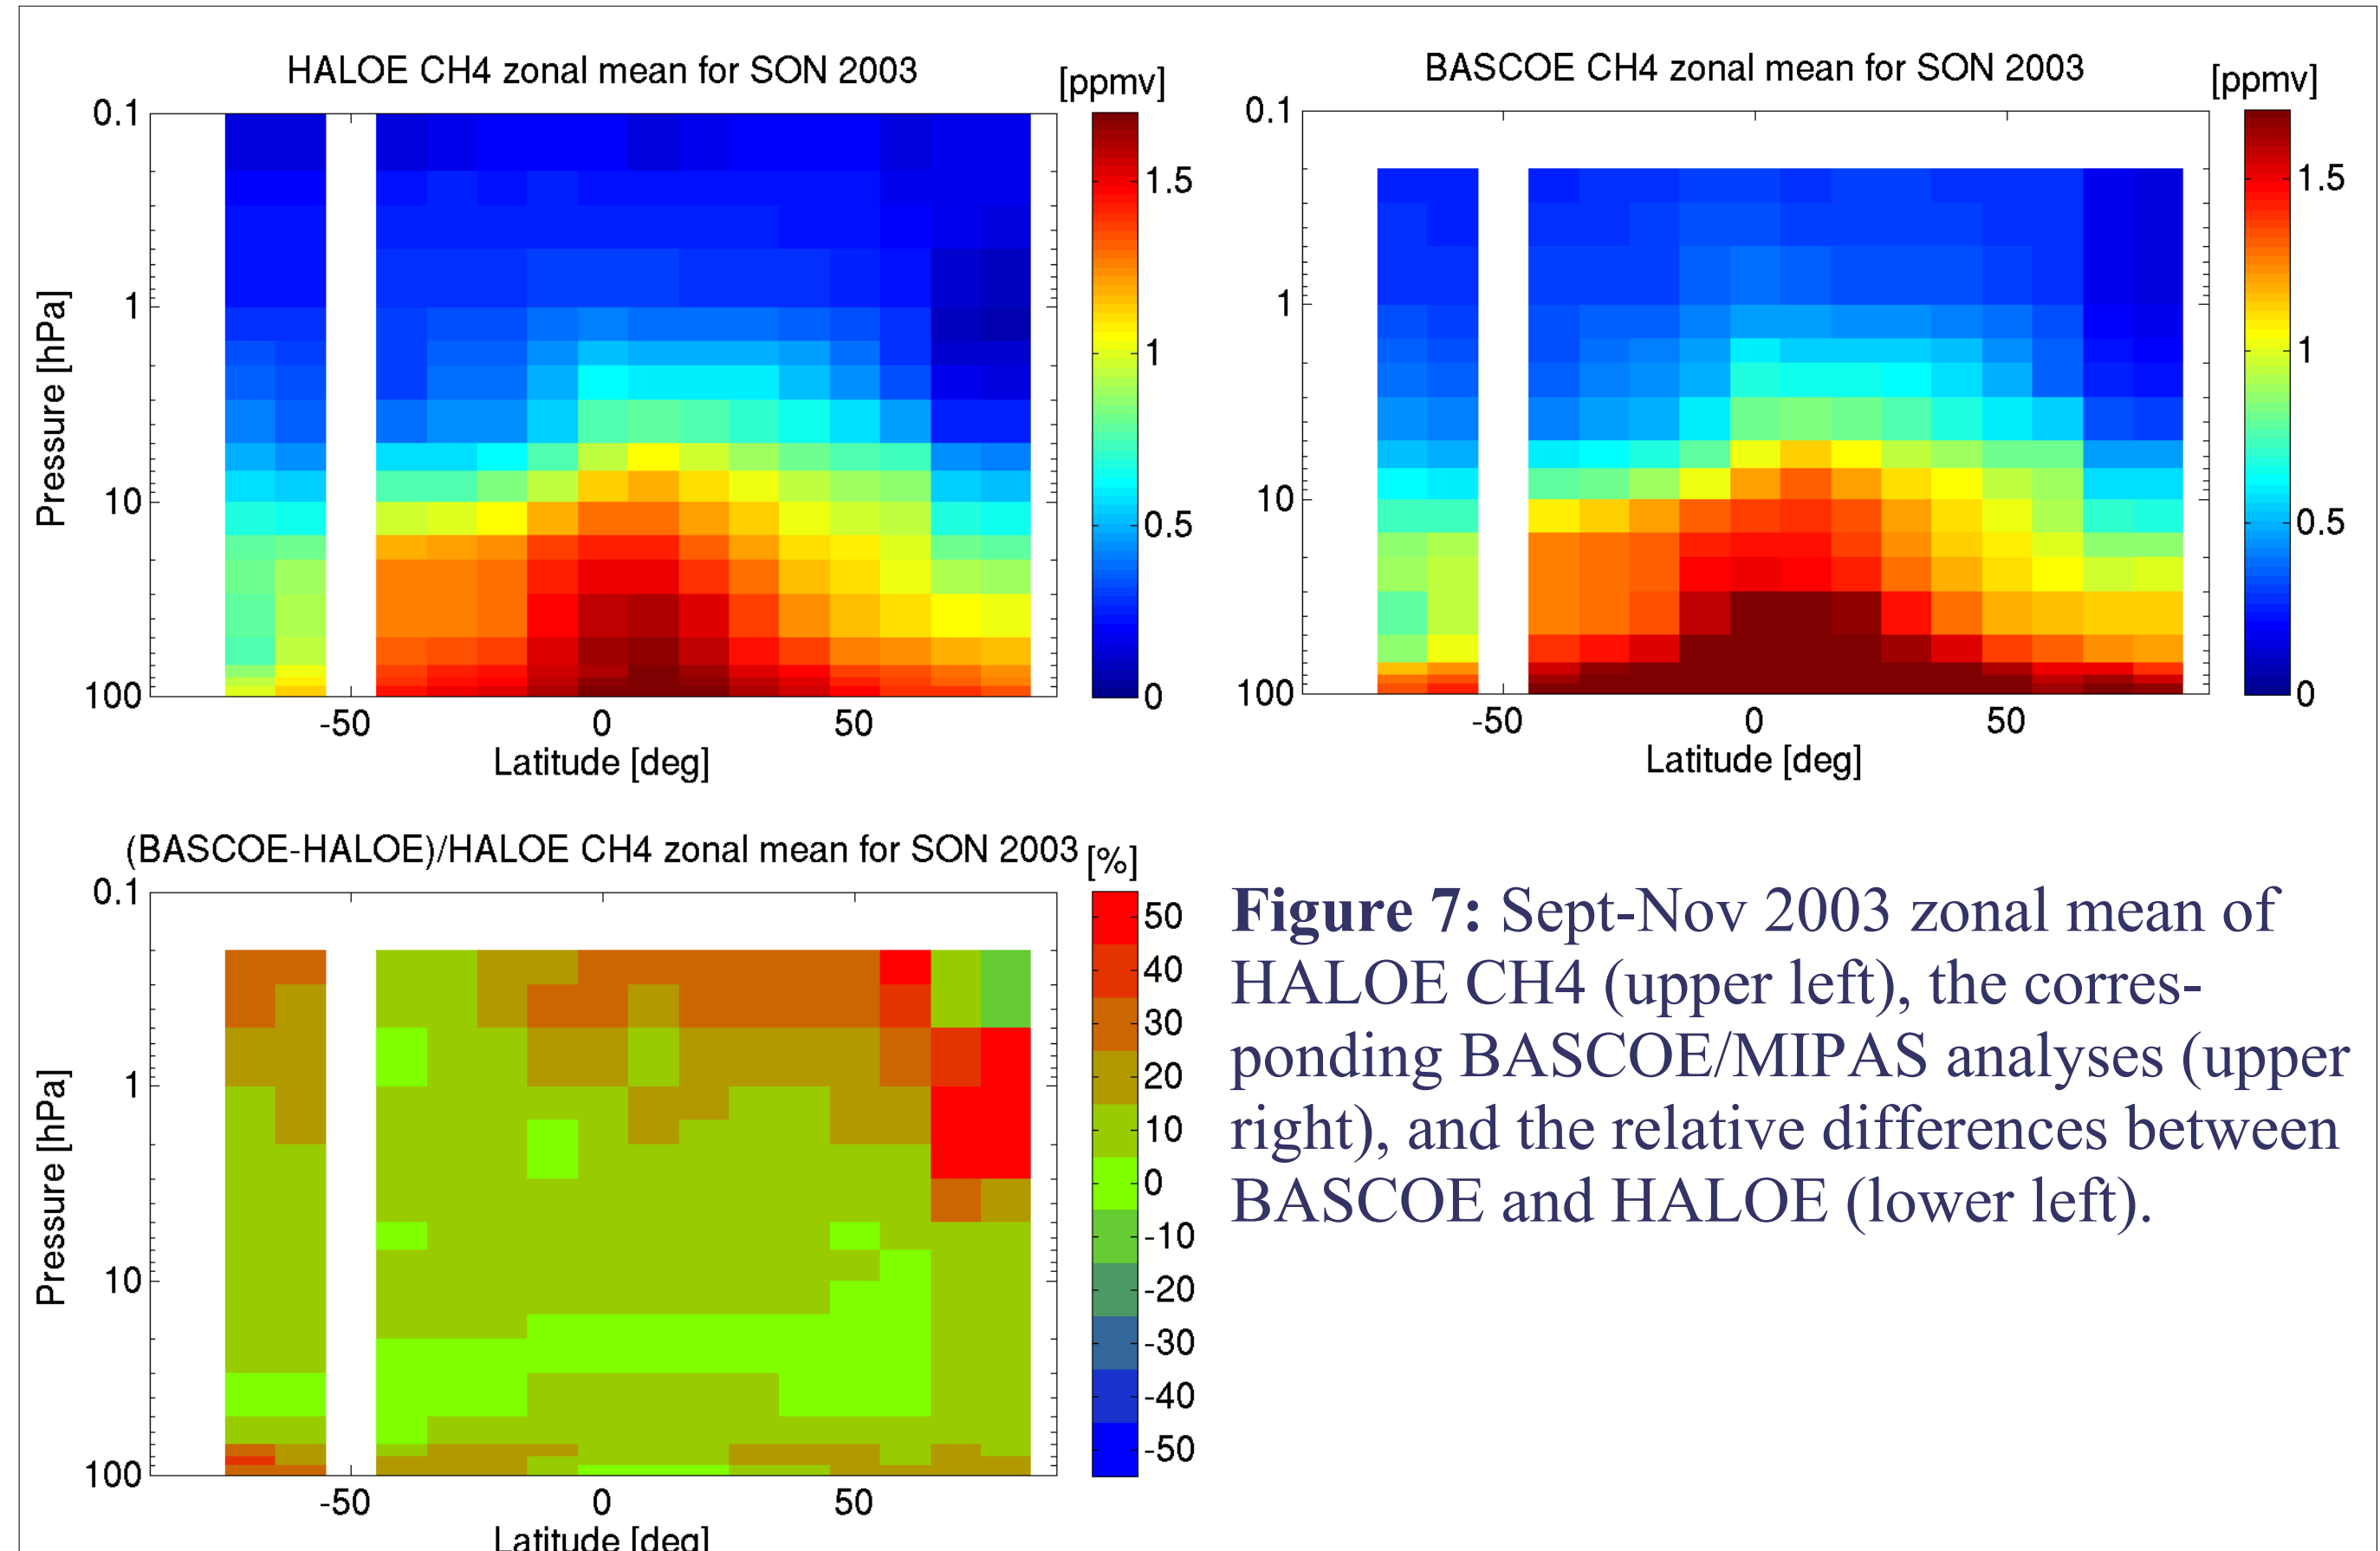 HALOE CH4 zonal mean for SON 2003
[ppmv]
0.1
1
10
100
Pressure [hPa]
-50
0
50
Latitude [deg]
1.5
1
0.5
0
BASCOE CH4 zonal mean for SON 2003
[ppmv]
0.1
1
10
100
-50
0
50
Latitude [deg]
1.5
1
0.5
0
(BASCOE-HALOE)/HALOE CH4 zonal mean for SON 2003
[%]
0.1
1
10
100
Pressure [hPa]
-50
0
50
Latitude [deg]
50
40
30
20
10
0
-10
-20
-30
-40
-50
Figure 7: Sept-Nov 2003 zonal mean of
HALOE CH4 (upper left), the corres-
ponding BASCOE/MIPAS analyses (upper
right), and the relative differences between
BASCOE and HALOE (lower left).